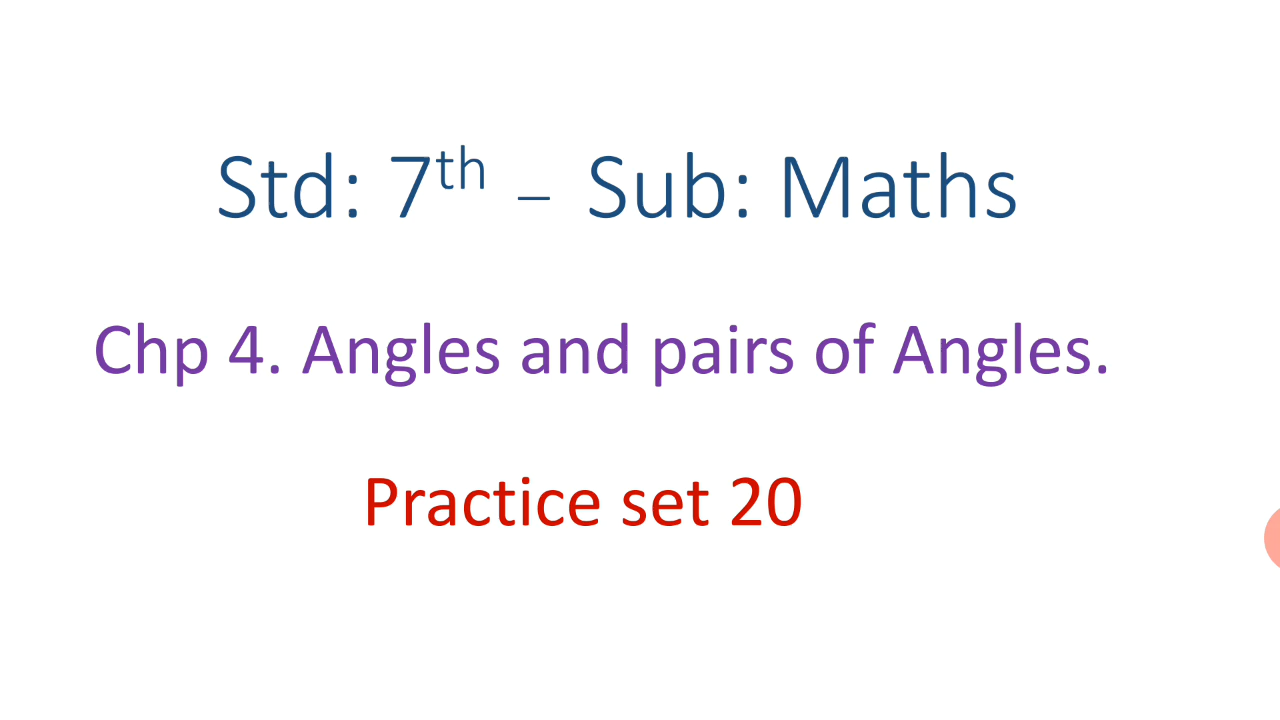 Std: 7th – Sub: Maths
Chp 4. Angles and pairs of Angles.
Practice set 20